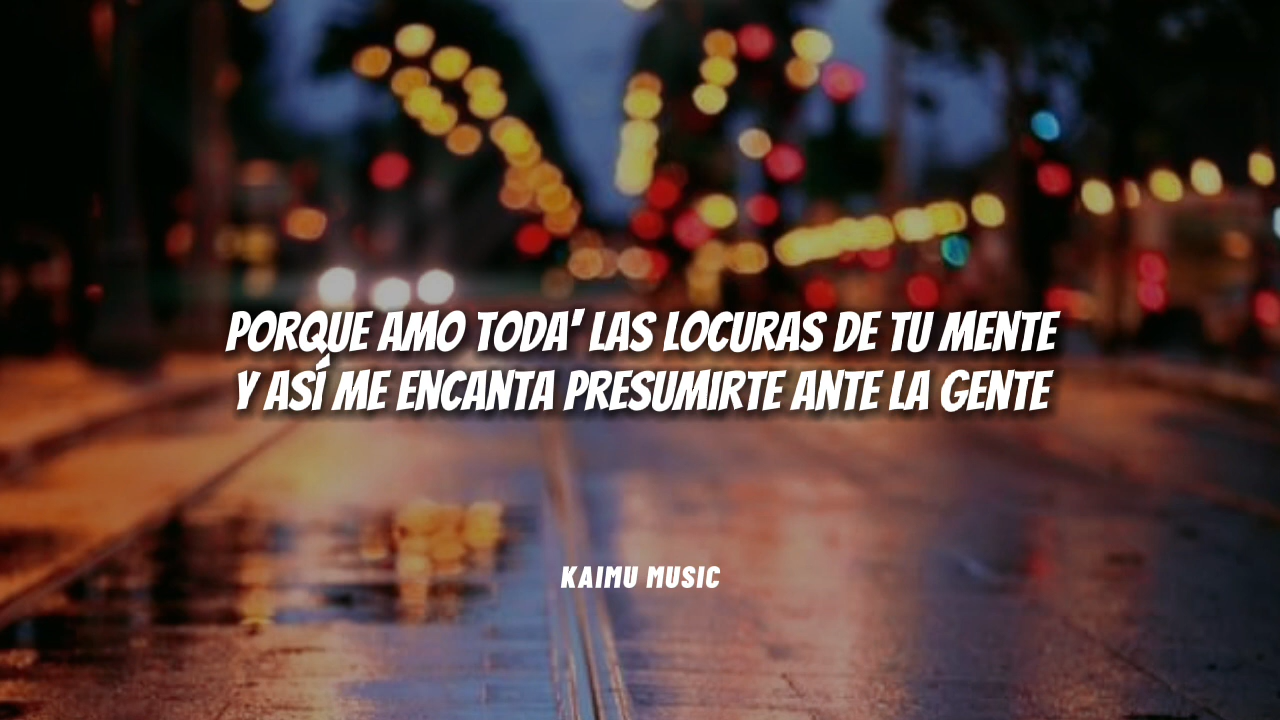 PORQUE AMO TODA' LAS LOCURAS DE TU MENTE
Y ASÍ ME ENCANTA PRESUMIRTE ANTE LA GENTE
KAIMU MUSIC